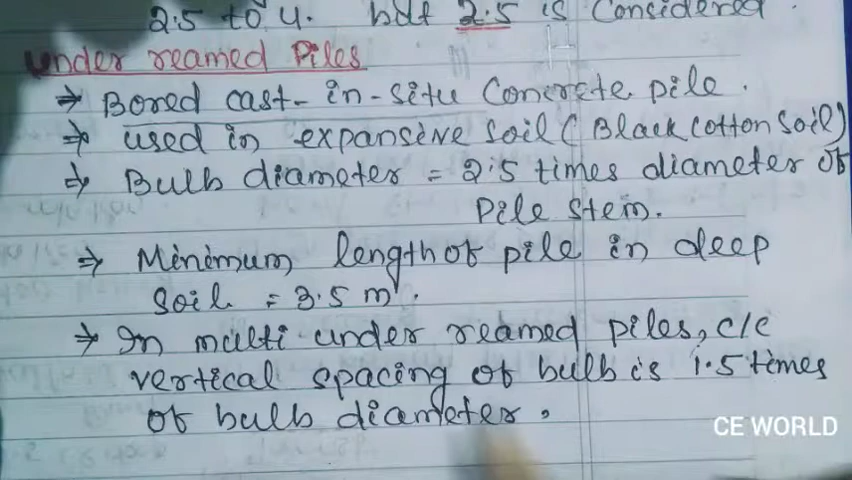 2.5 to 4. but 2.5 is Considered.
under reamed Piles
⇒ Bored cast-in-situ Concrete pile.
⇒ used in expansive soil (Black Cotton Soil)
⇒ Bulb diameter = 2.5 times diameter of
Pile stem.
⇒ Minimum length of pile in deep
soil = 3.5 m.
⇒ In multi under reamed piles, c/c
vertical spacing of bulb is 1.5 times
of bulb diameter.
CE WORLD